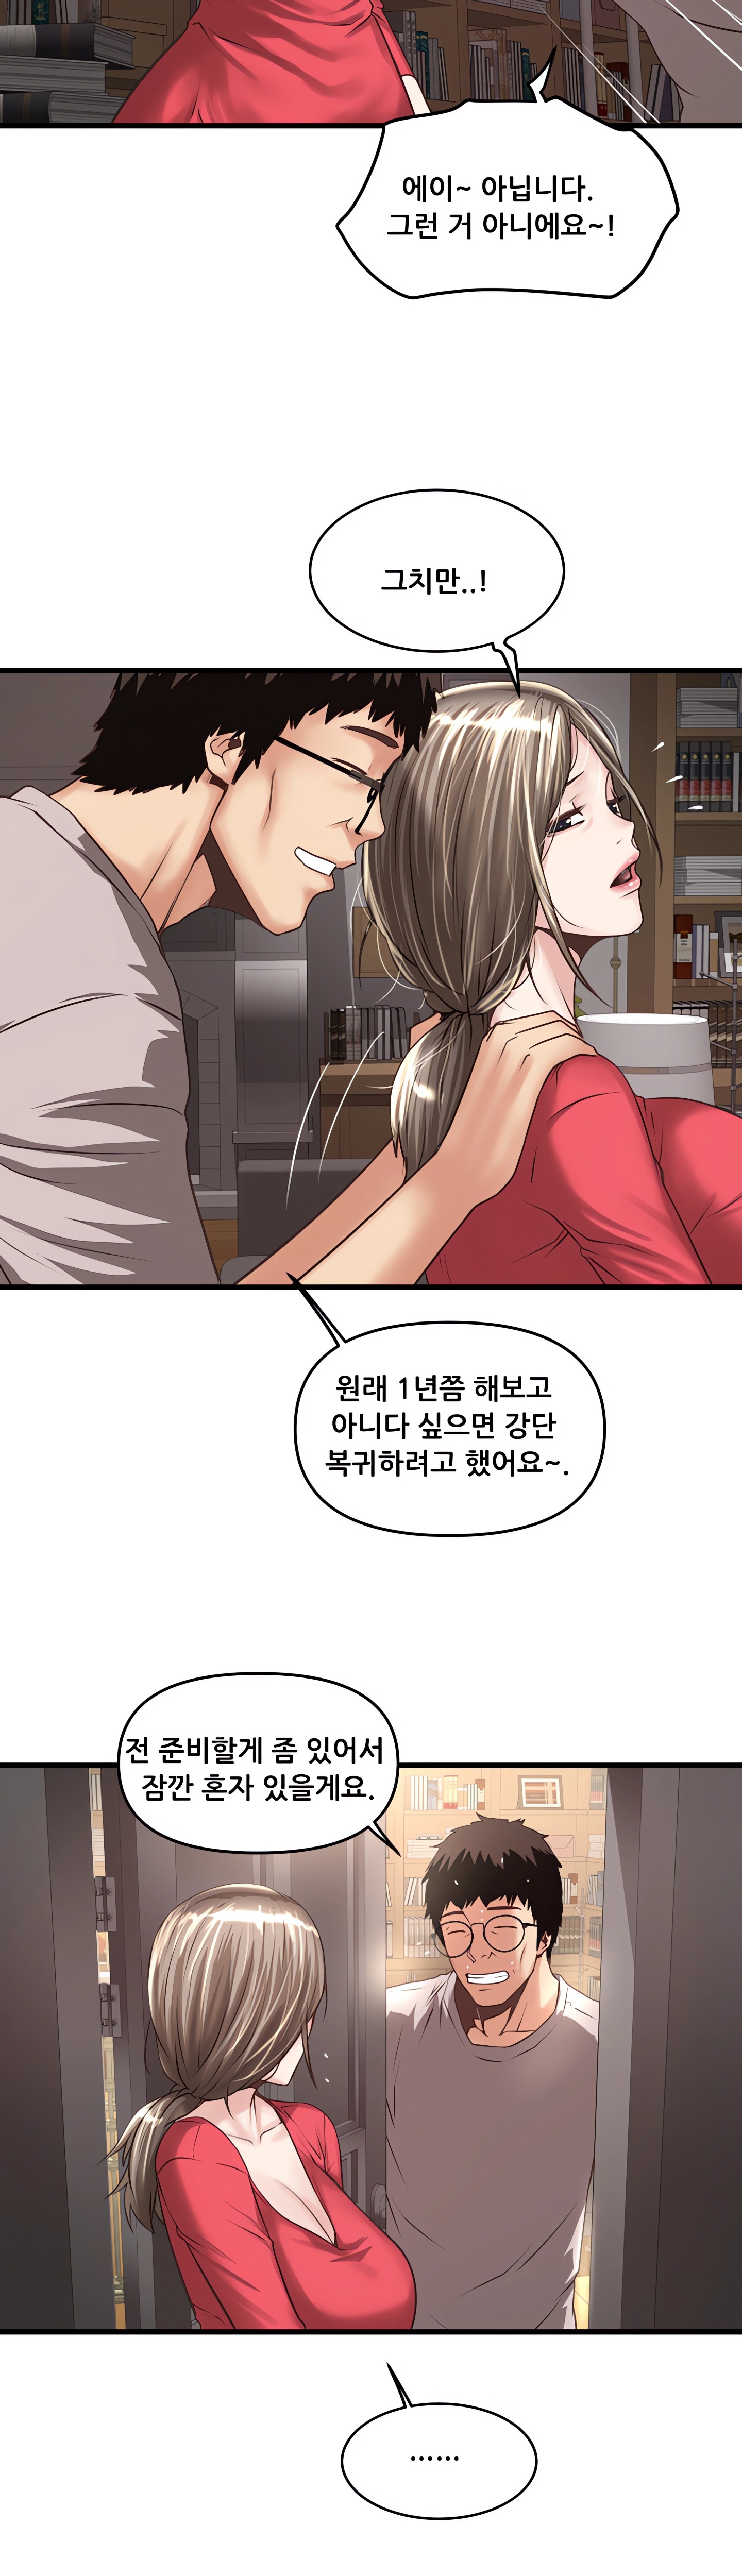 에이~ 아닙니다.
그런 거 아니에요~!
그치만..!
원래 1년쯤 해보고
아니다 싶으면 강단
복귀하려고 했어요~.
전 준비할게 좀 있어서
잠깐 혼자 있을게요.
......